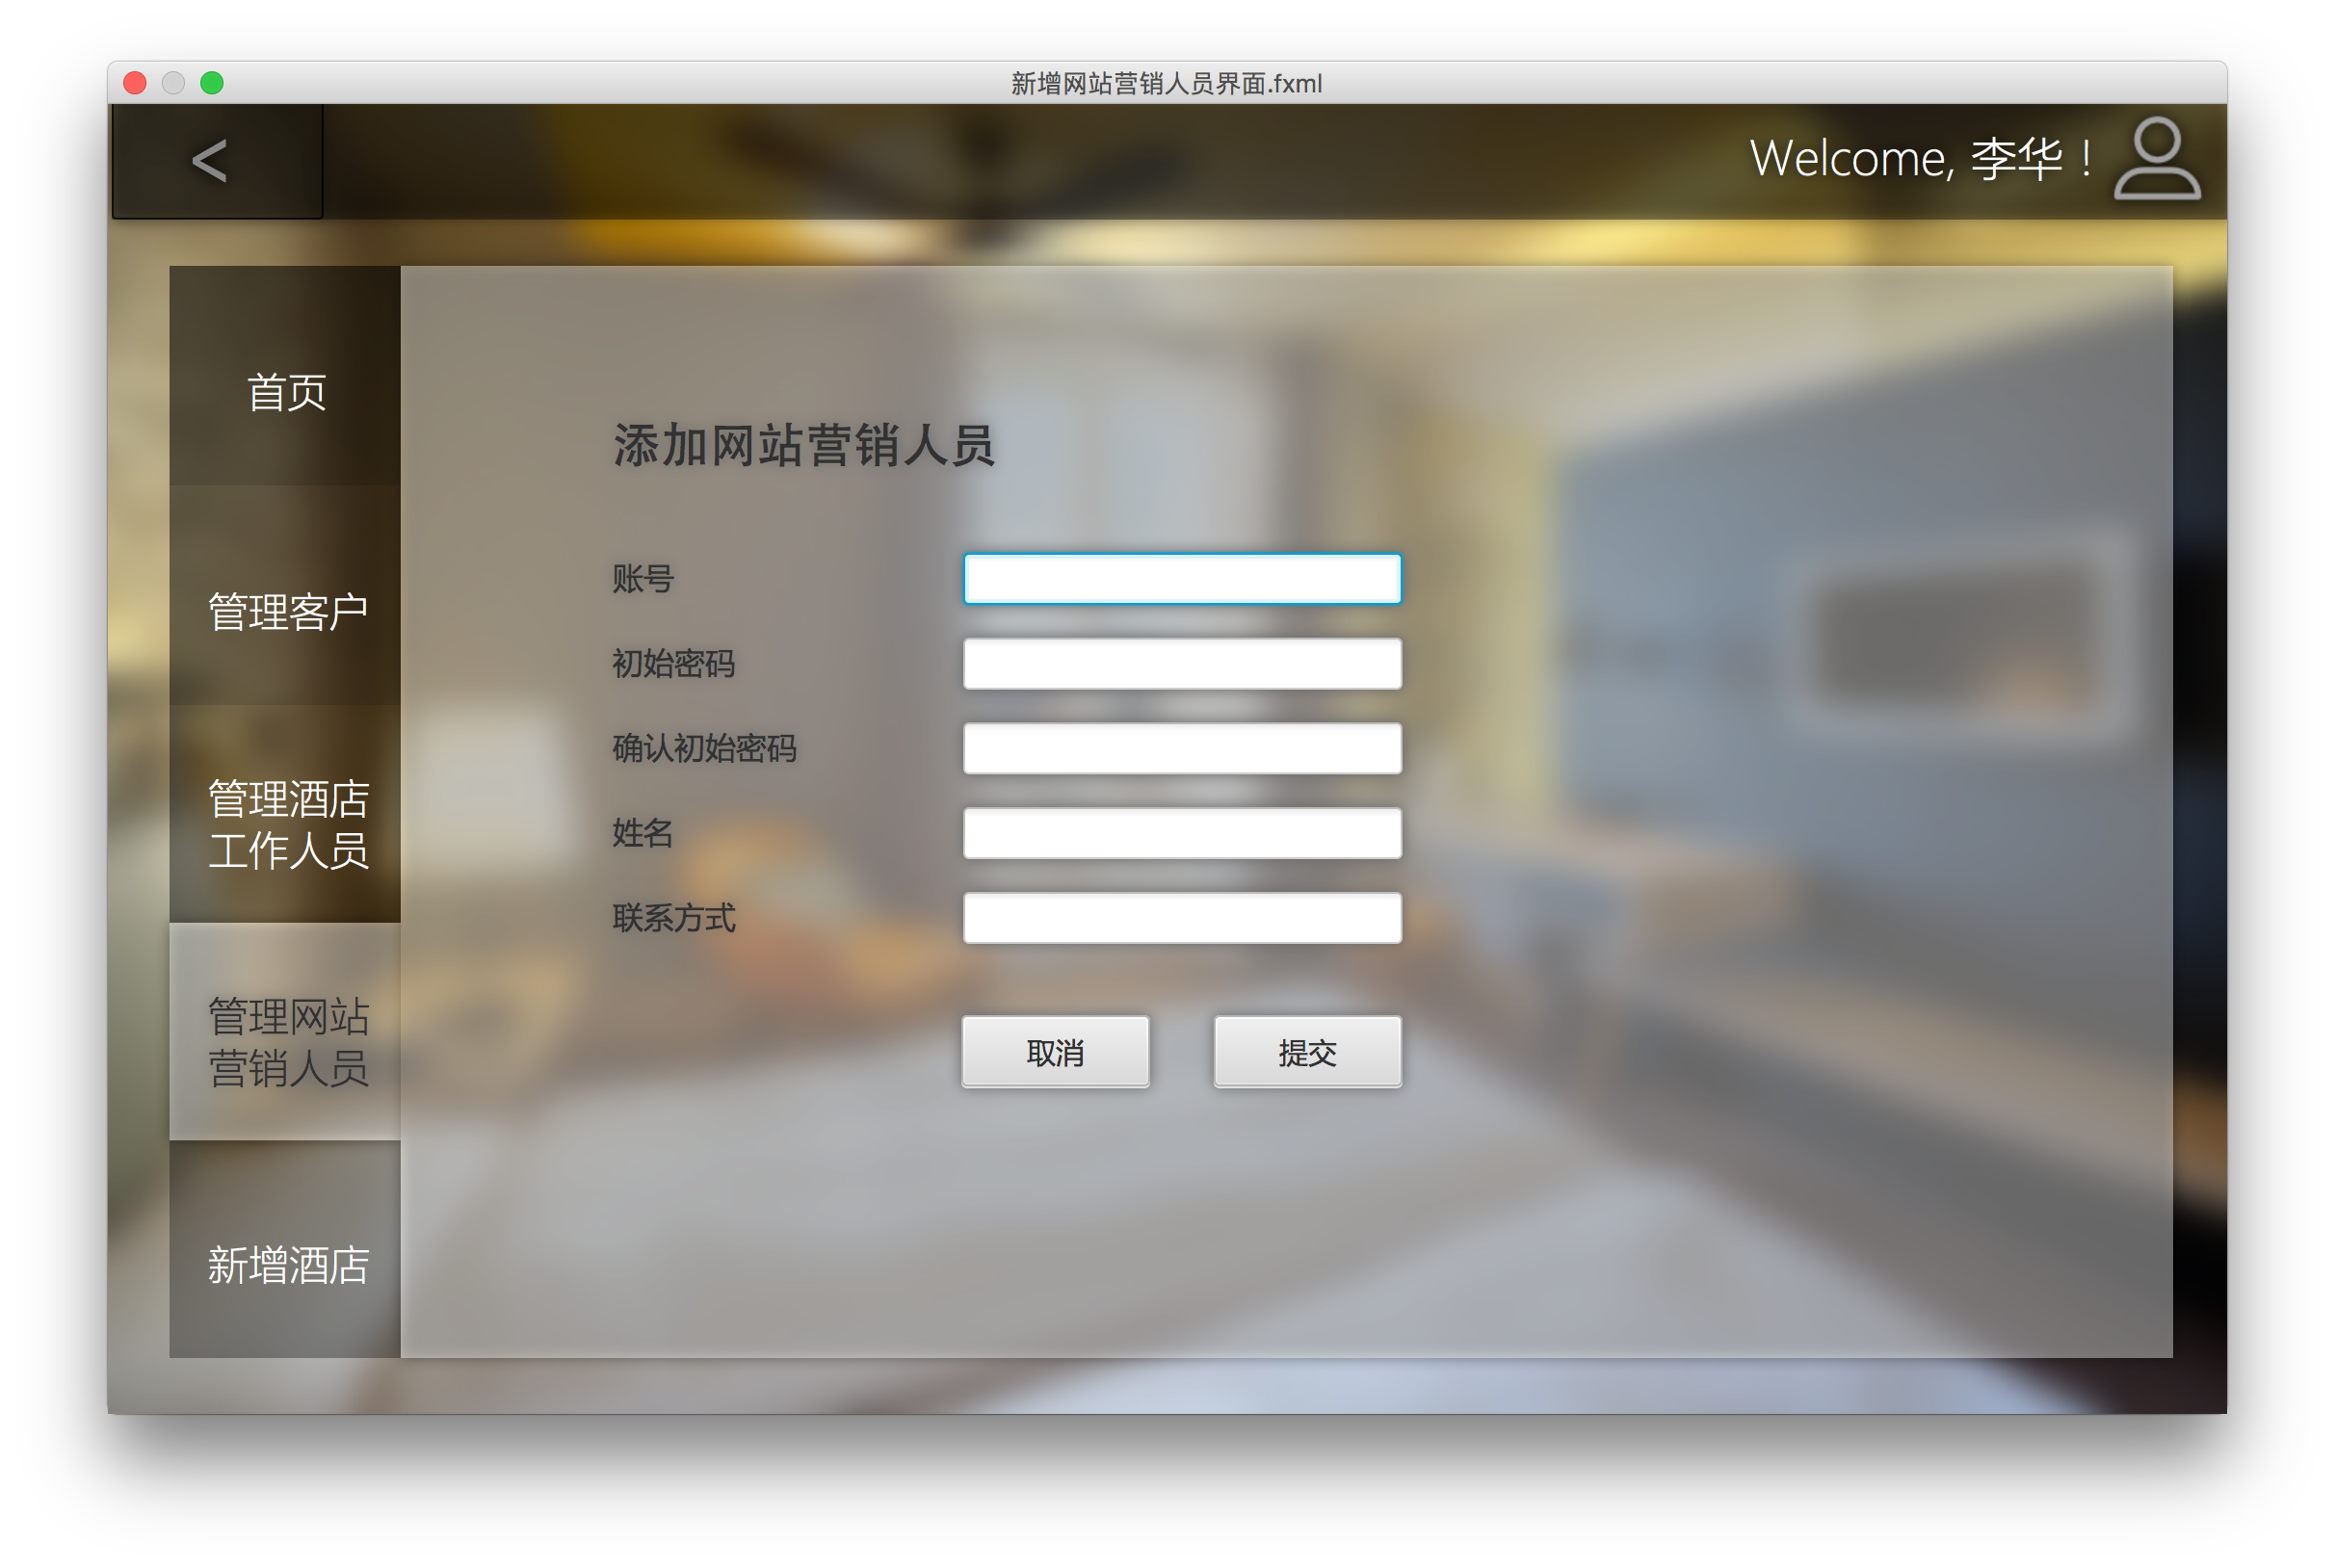 新增网站营销人员界面.fxml
<
Welcome, 李华！
首页
管理客户
管理酒店
工作人员
管理网站
营销人员
新增酒店
添加网站营销人员
账号
初始密码
确认初始密码
姓名
联系方式
取消
提交